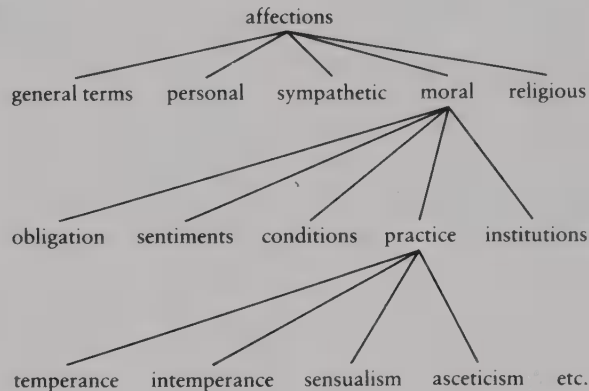 affections
general terms personal sympathetic moral religious
obligation sentiments conditions practice institutions
temperance intemperance sensualism asceticism etc.